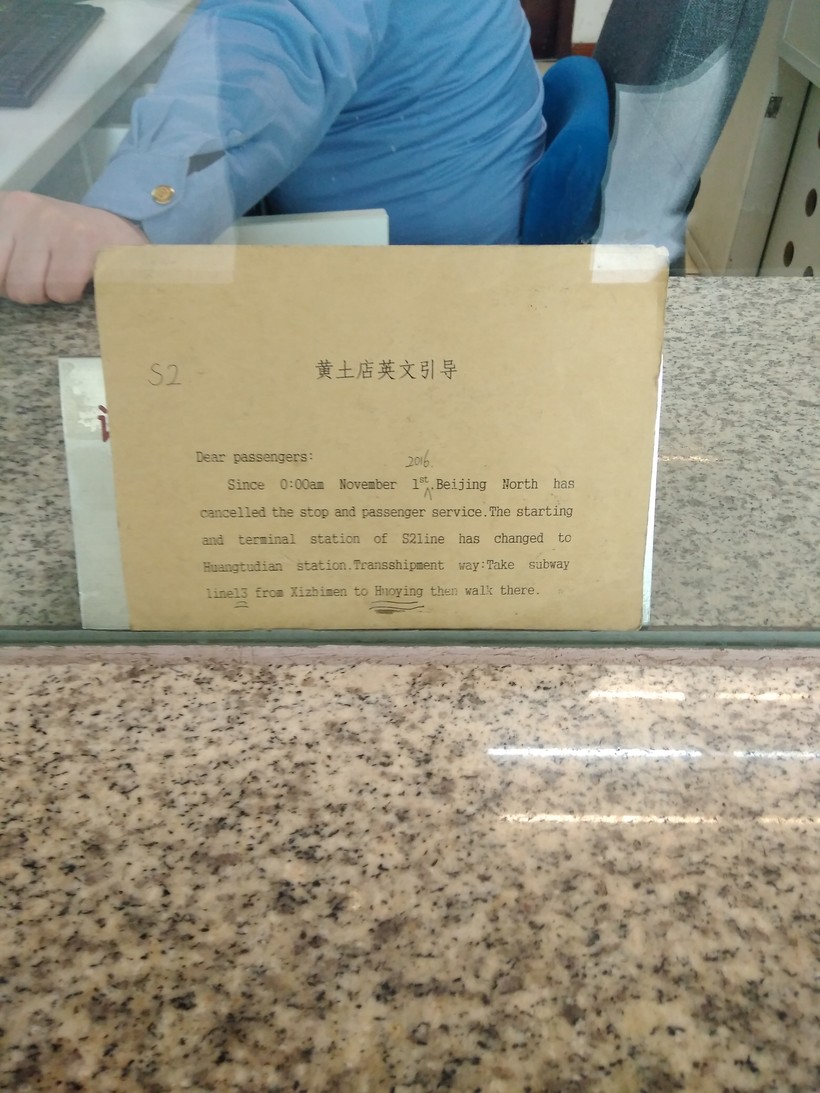 S2
黄土店英文引导
Dear passengers:
2016
Since 0:00am November 1st.Beijing North has
cancelled the stop and passenger service.The starting
and terminal station of S2line has changed to
Huangtudian station.Transshipment way:Take subway
line13 from Xizbimen to Huoying then walk there.